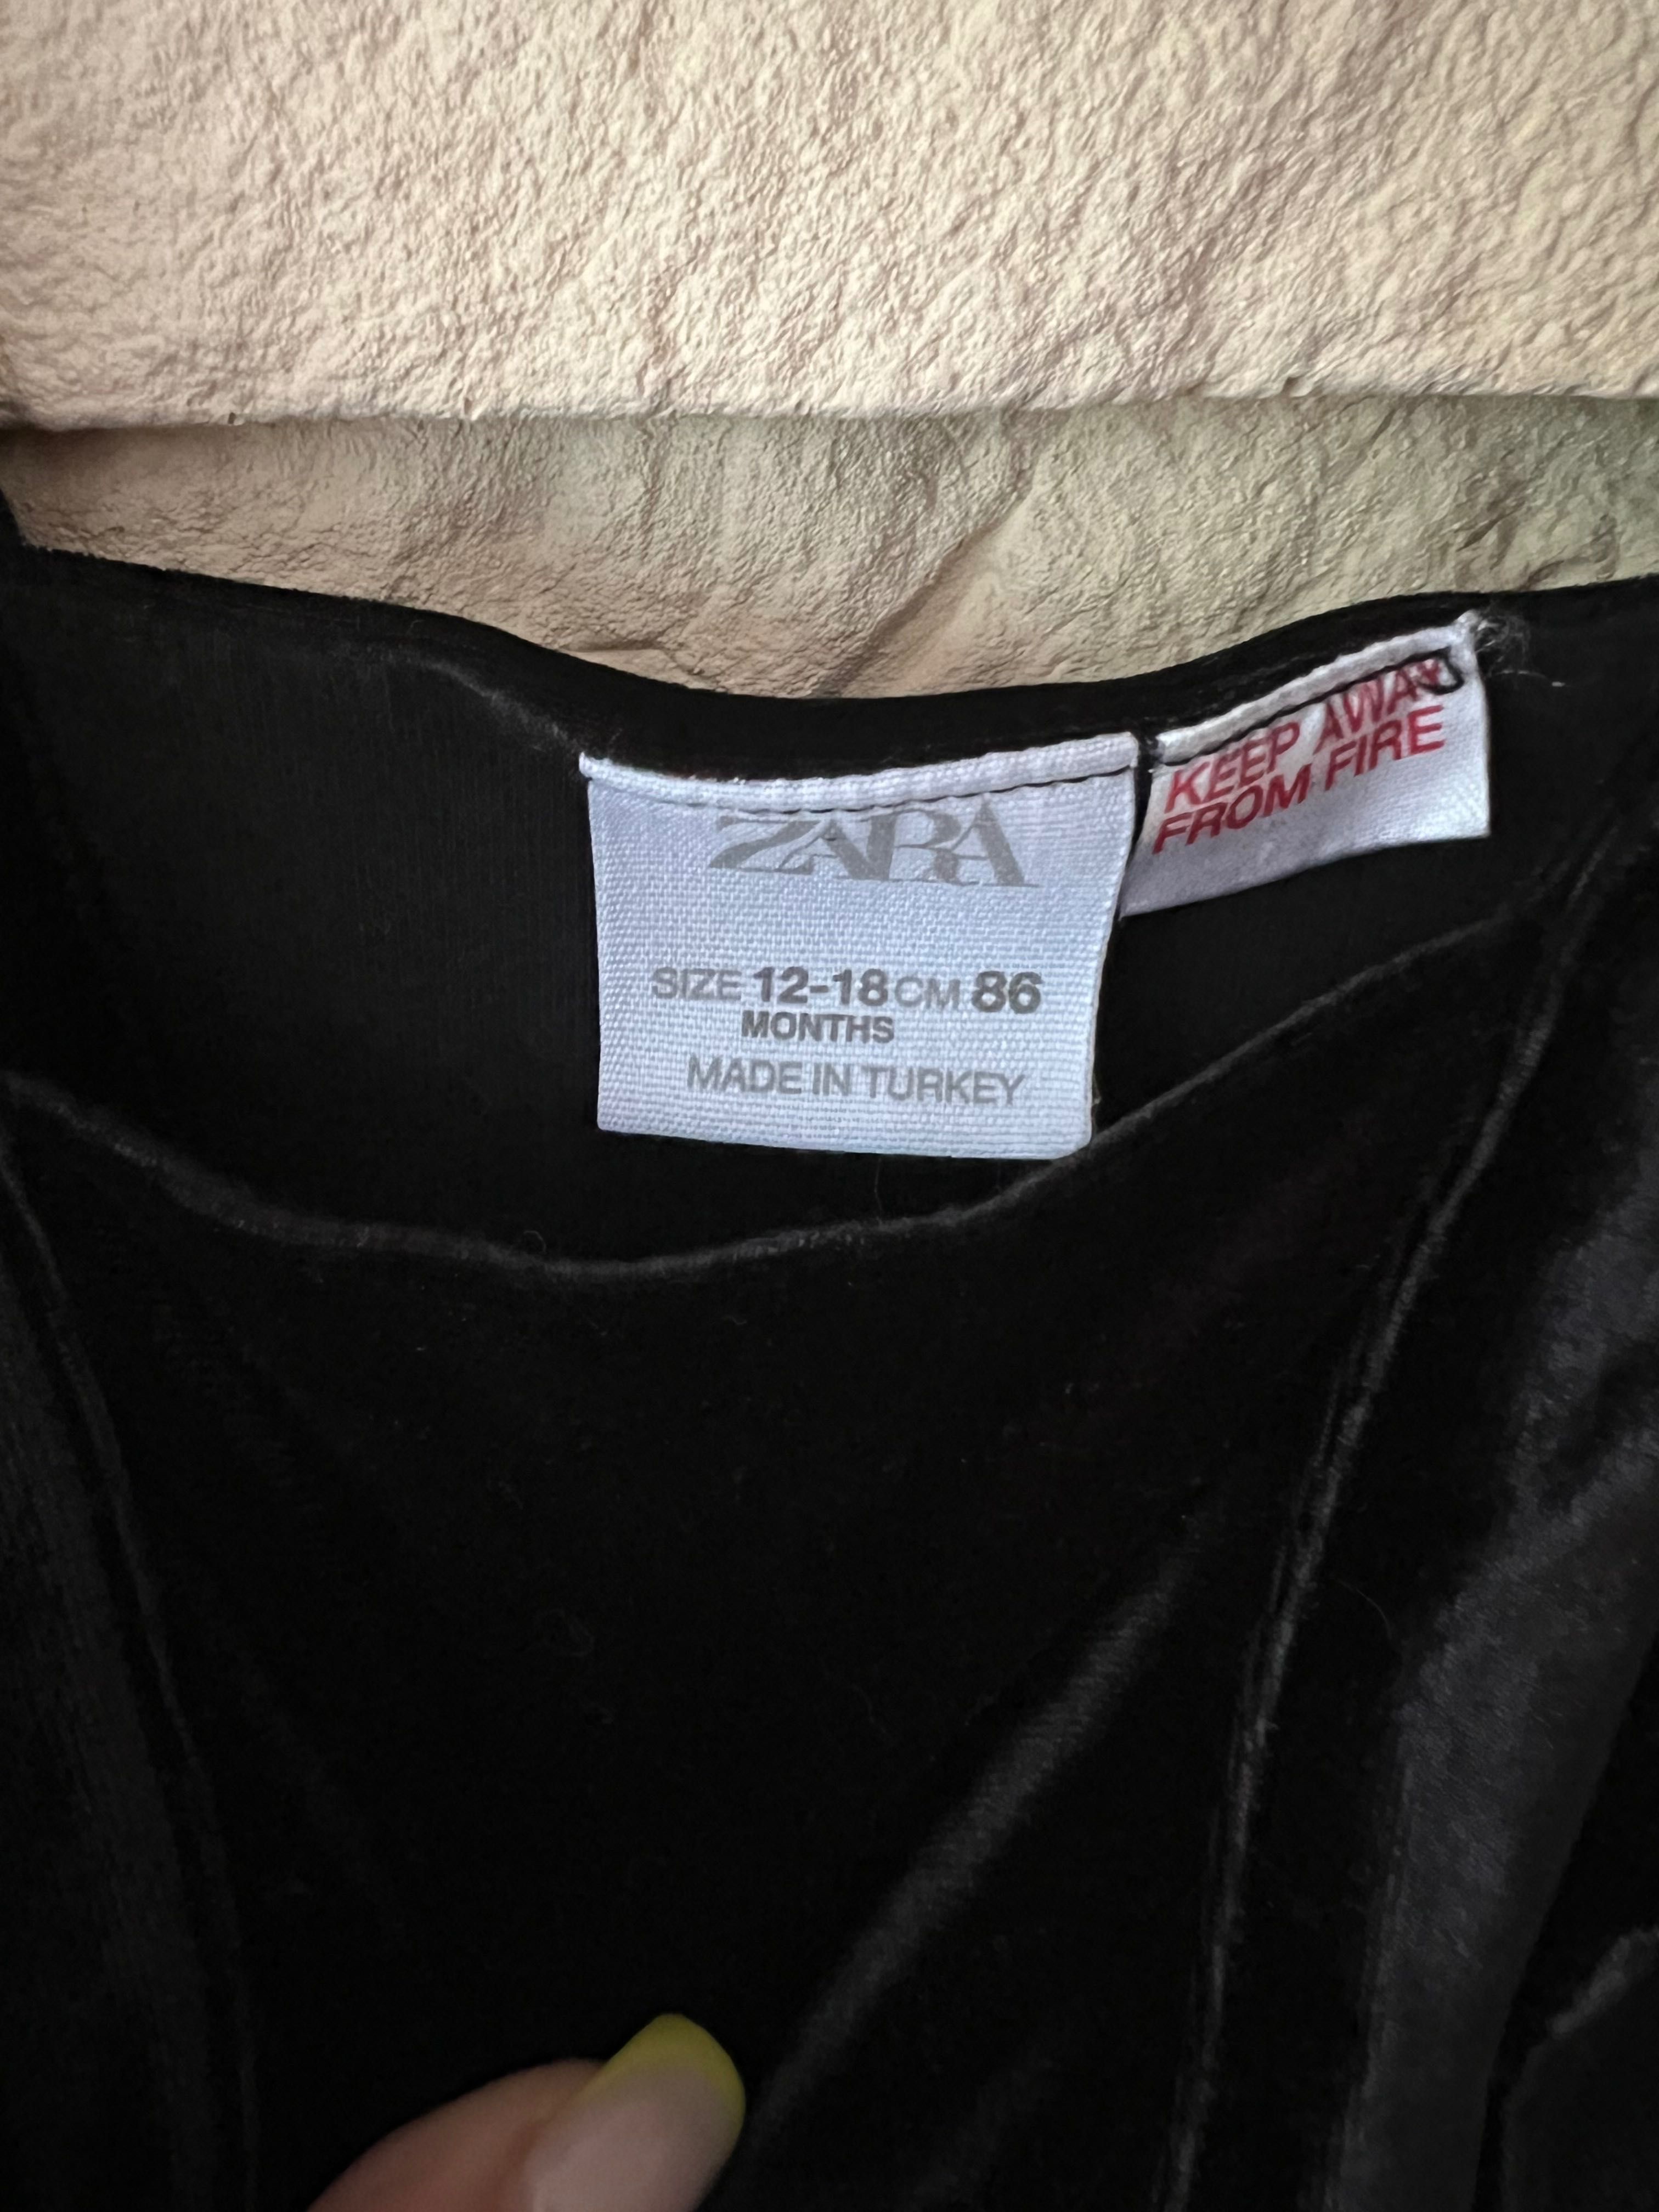 ZARA
SIZE 12-18 CM 86
MONTHS
MADE IN TURKEY
KEEP AWAY
FROM FIRE